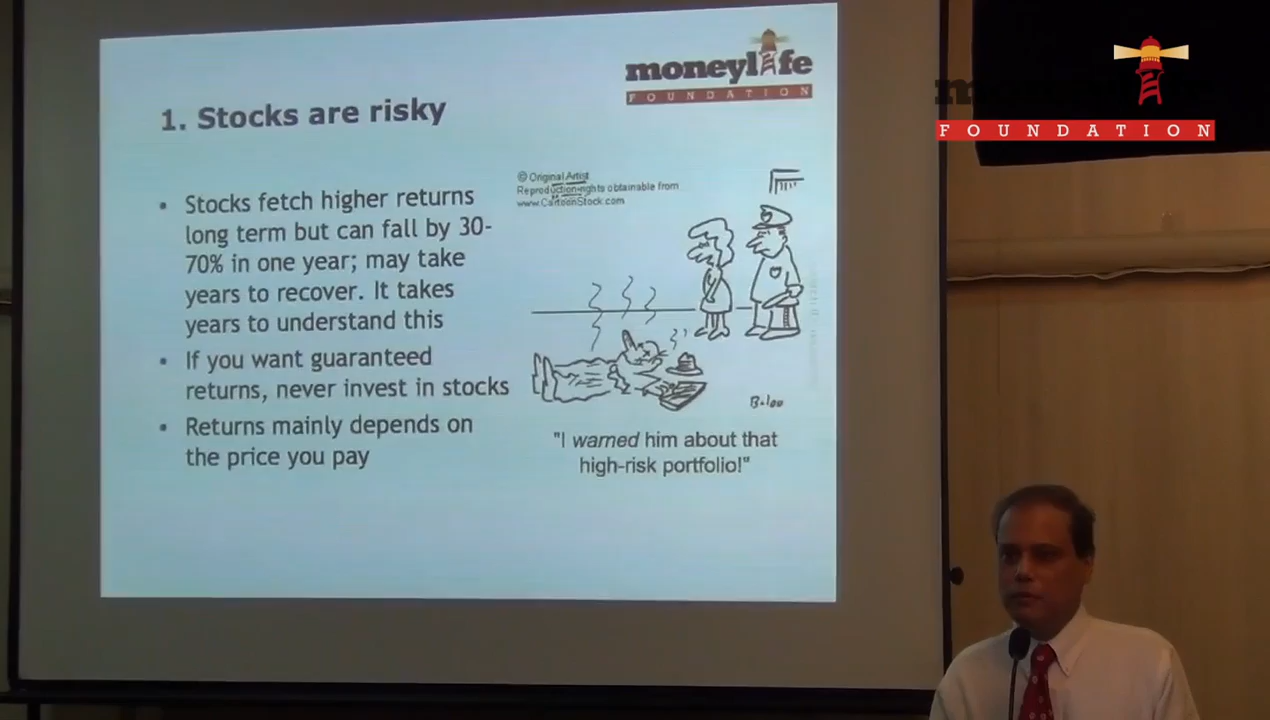 moneylife
FOUNDATION
1. Stocks are risky
• Stocks fetch higher returns
long term but can fall by 30-
70% in one year; may take
years to recover. It takes
years to understand this
• If you want guaranteed
returns, never invest in stocks
• Returns mainly depends on
the price you pay
© Original Artist
Reproduction rights obtainable from
www.CartoonStock.com
Baloo
"I warned him about that
high-risk portfolio!"
FOUNDATION